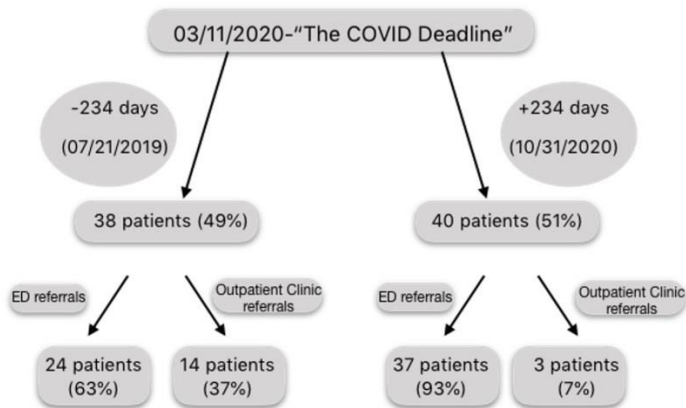 03/11/2020-“The COVID Deadline”
-234 days
(07/21/2019)
+234 days
(10/31/2020)
38 patients (49%)
40 patients (51%)
ED referrals
Outpatient Clinic
referrals
ED referrals
Outpatient Clinic
referrals
24 patients
(63%)
14 patients
(37%)
37 patients
(93%)
3 patients
(7%)